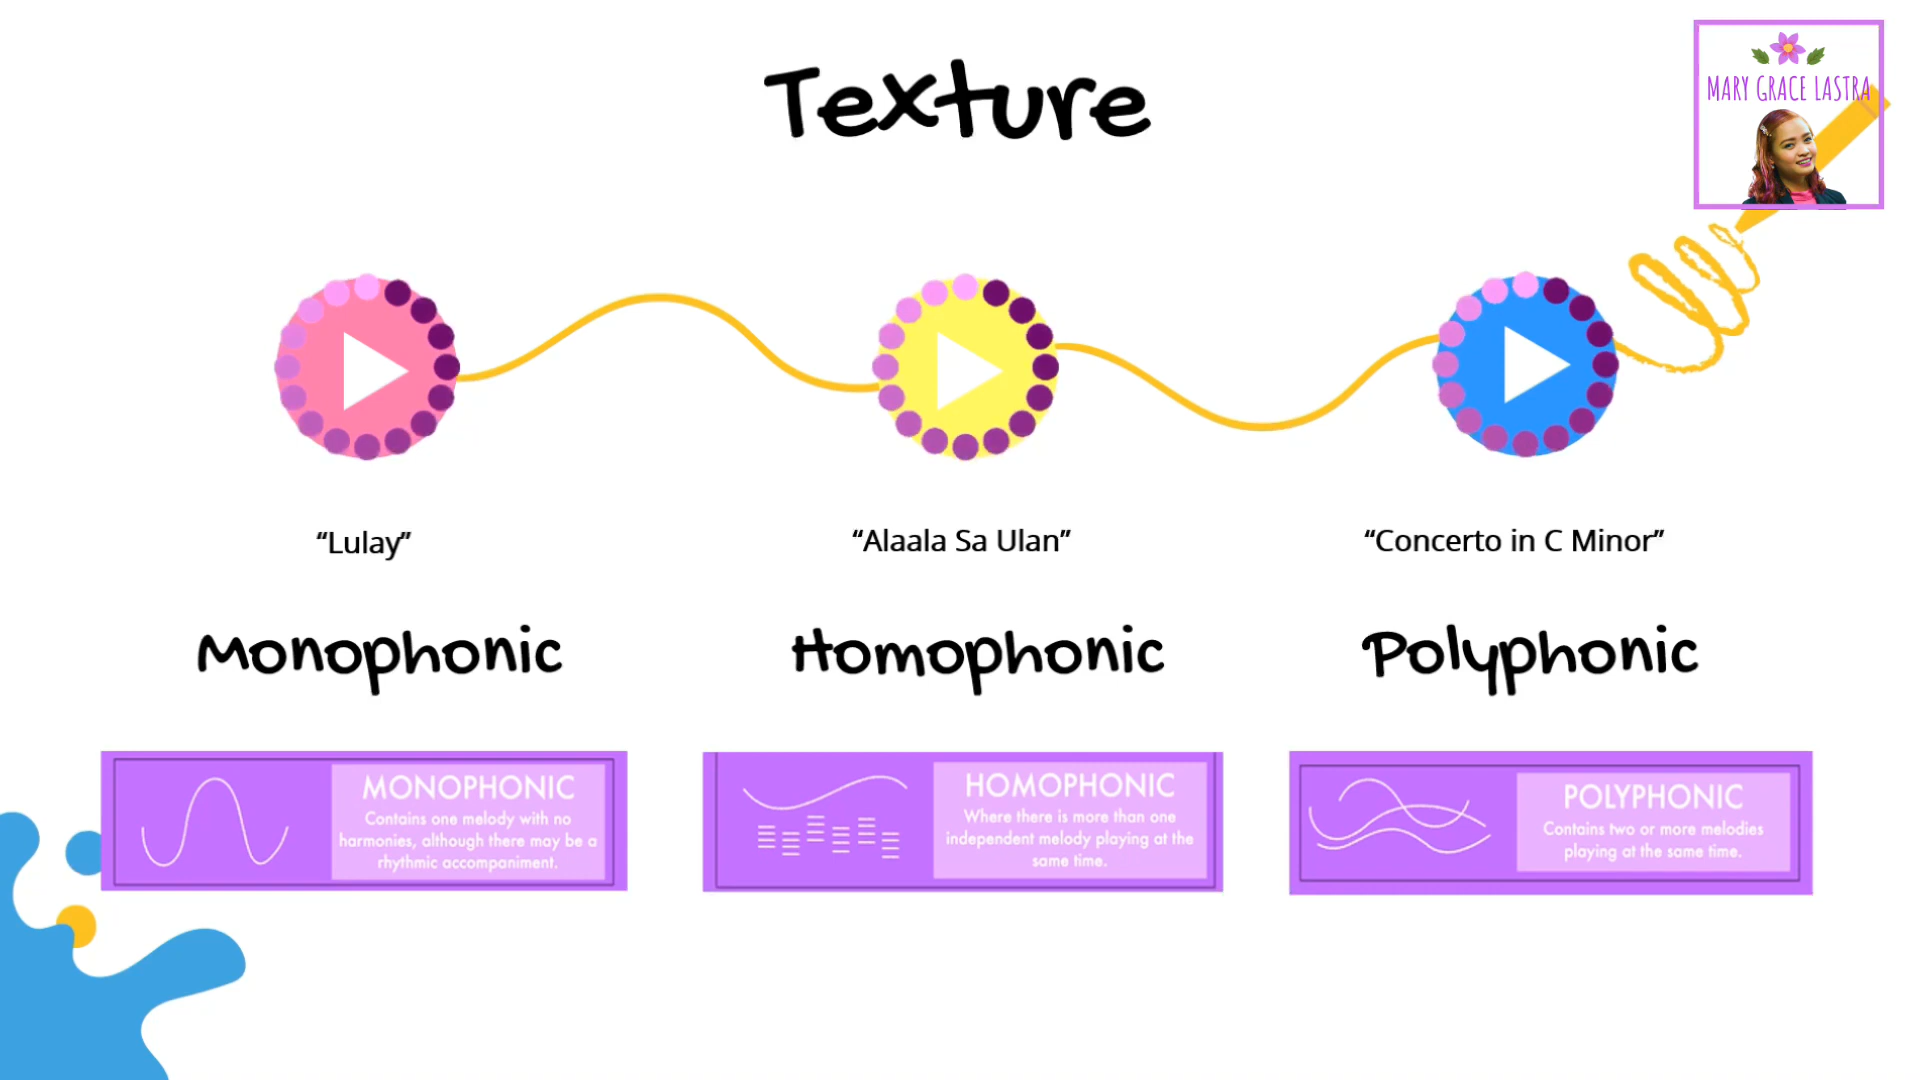 Texture
MARY GRACE LASTRA
“Lulay”
“Alaala Sa Ulan”
“Concerto in C Minor”
Monophonic
Homophonic
Polyphonic
MONOPHONIC
Contains one melody with no
harmonies, although there may be a
rhythmic accompaniment.
HOMOPHONIC
Where there is more than one
independent melody playing at the
same time.
POLYPHONIC
Contains two or more melodies
playing at the same time.